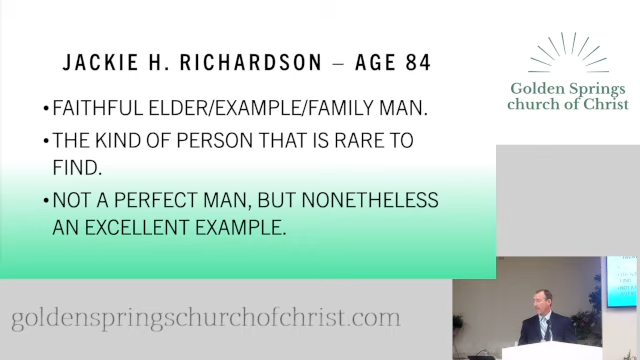 JACKIE H. RICHARDSON – AGE 84
•FAITHFUL ELDER/EXAMPLE/FAMILY MAN.
•THE KIND OF PERSON THAT IS RARE TO
FIND.
•NOT A PERFECT MAN, BUT NONETHELESS
AN EXCELLENT EXAMPLE.
Golden Springs
church of Christ
goldenspringschurchofchrist.com